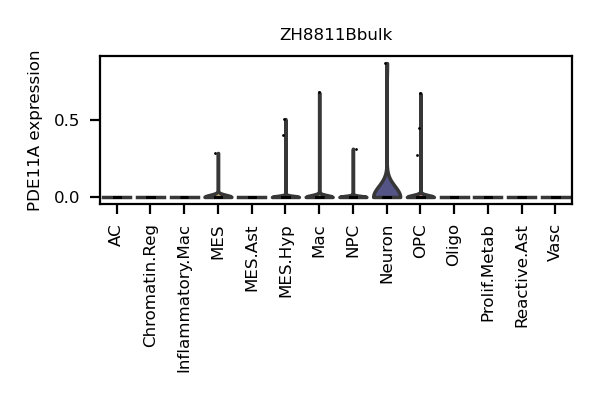 ZH8811Bbulk
PDE11A expression
0.5
0.0
AC
Chromatin.Reg
Inflammatory.Mac
MES
MES.Ast
MES.Hyp
Mac
NPC
Neuron
OPC
Oligo
Prolif.Metab
Reactive.Ast
Vasc